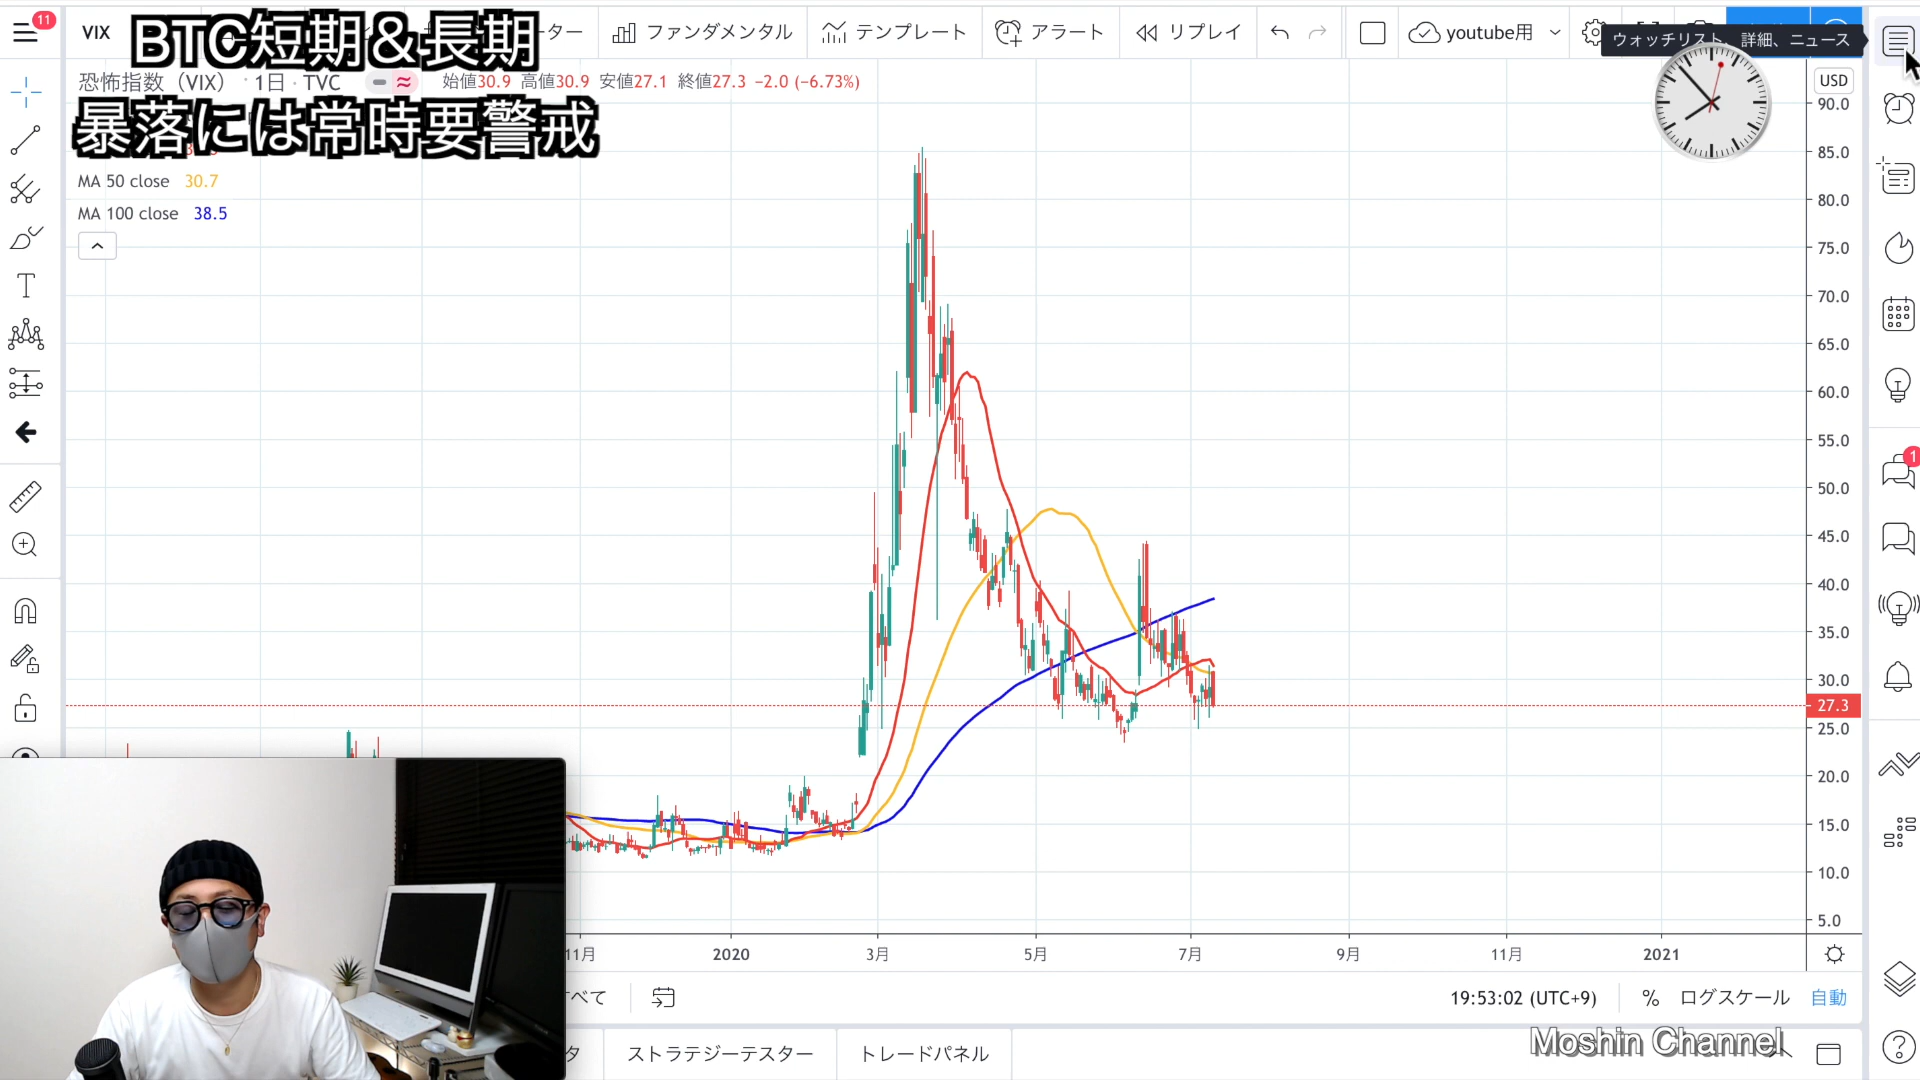 11
VIX
ーター
ファンダメンタル
テンプレート
アラート
リプレイ
youtube用
BTC短期＆長期
暴落には常時要警戒
ウォッチリスト、詳細、ニュース
恐怖指数（VIX） · 1日 · TVC
始値30.9 高値30.9 安値27.1 終値27.3 −2.0 (−6.73%)
MA 50 close 30.7
MA 100 close 38.5
USD
90.0
85.0
80.0
75.0
70.0
65.0
60.0
55.0
50.0
45.0
40.0
35.0
30.0
27.3
25.0
20.0
15.0
10.0
5.0
1
11月
2020
3月
5月
7月
9月
11月
2021
べて
19:53:02 (UTC+9)
%
ログスケール
自動
タ
ストラテジーテスター
トレードパネル
Moshin Channel